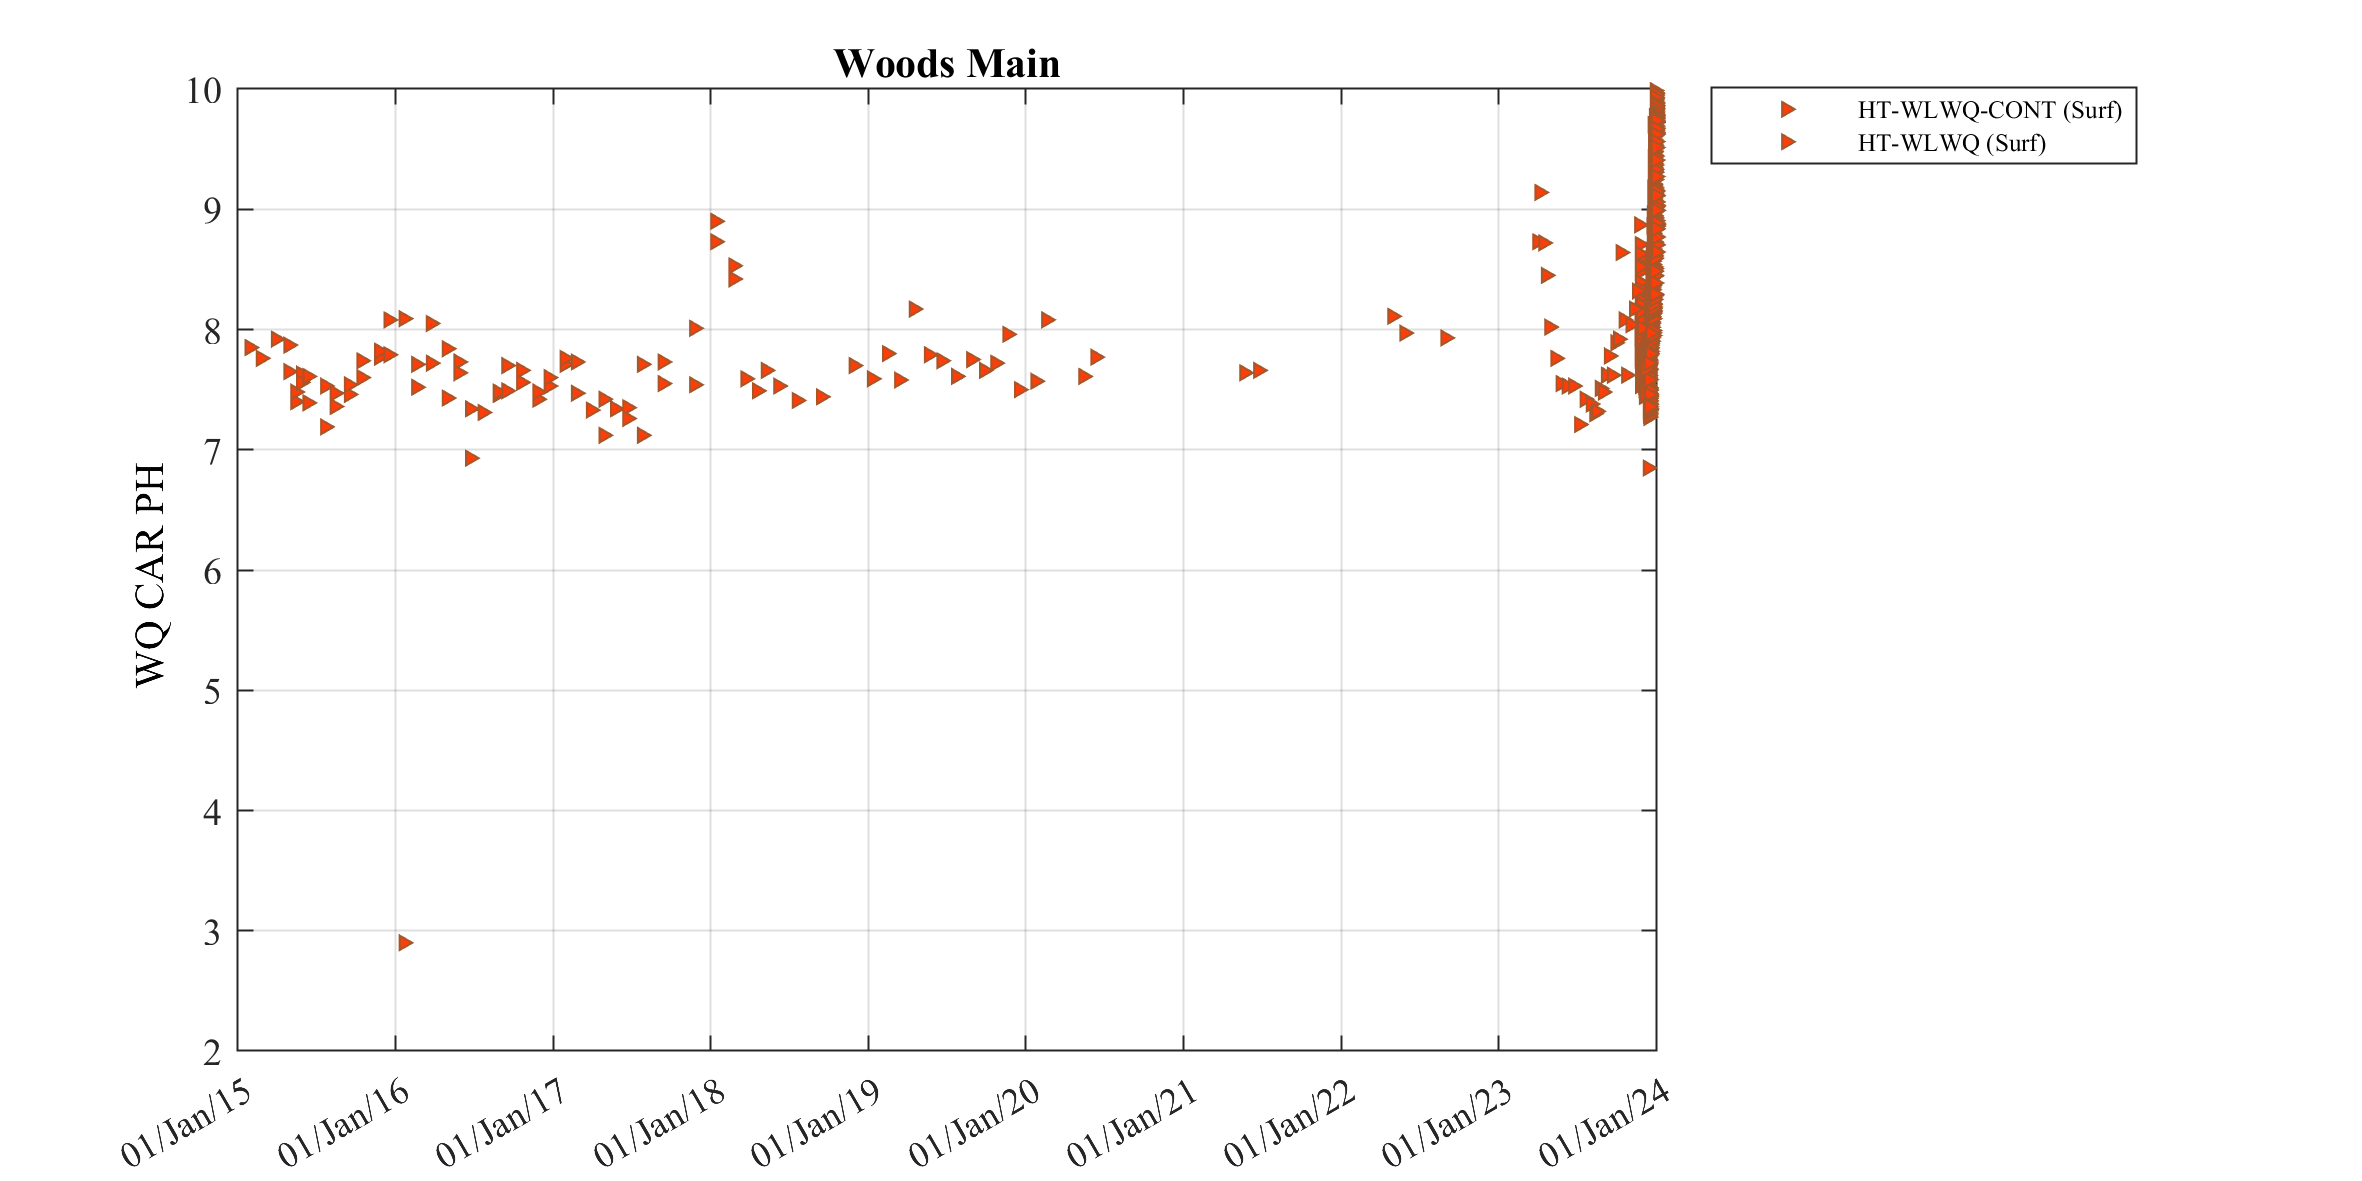 Woods Main
HT-WLWQ-CONT (Surf)
HT-WLWQ (Surf)
WQ CAR PH
10
9
8
7
6
5
4
3
2
01/Jan/15
01/Jan/16
01/Jan/17
01/Jan/18
01/Jan/19
01/Jan/20
01/Jan/21
01/Jan/22
01/Jan/23
01/Jan/24